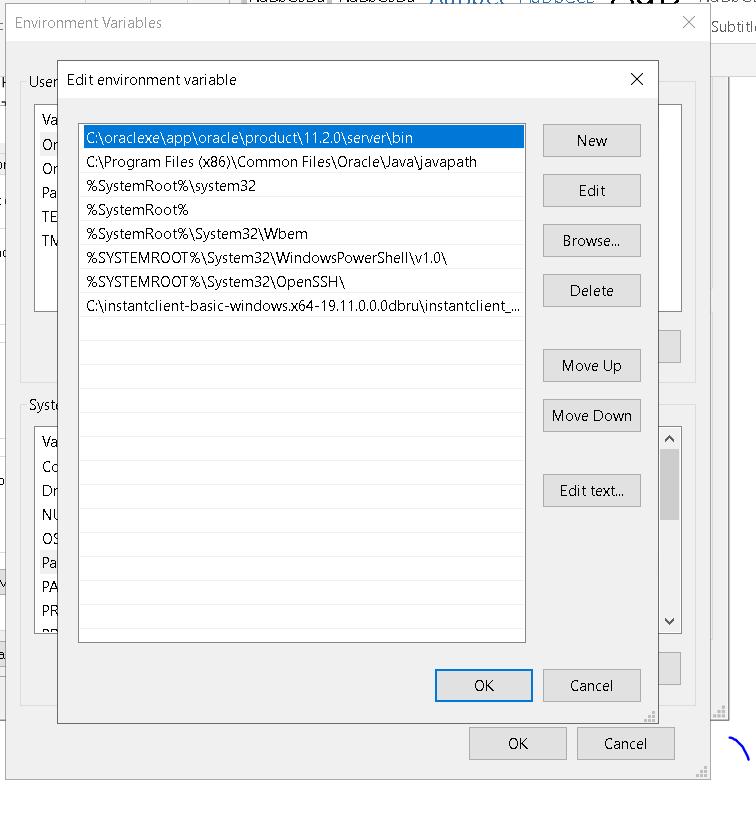 Environment Variables
Subtitle
User
Edit environment variable
Va
Or
Or
Pa
TE
TM
C:\oraclexe\app\oracle\product\11.2.0\server\bin
C:\Program Files (x86)\Common Files\Oracle\Java\javapath
%SystemRoot%\system32
%SystemRoot%
%SystemRoot%\System32\Wbem
%SYSTEMROOT%\System32\WindowsPowerShell\v1.0\
%SYSTEMROOT%\System32\OpenSSH\
C:\instantclient-basic-windows.x64-19.11.0.0.0dbru\instantclient_...
New
Edit
Browse...
Delete
Move Up
Move Down
Edit text...
Syste
Va
Co
Dr
NU
OS
Pa
PA
PR
OK
Cancel
OK
Cancel